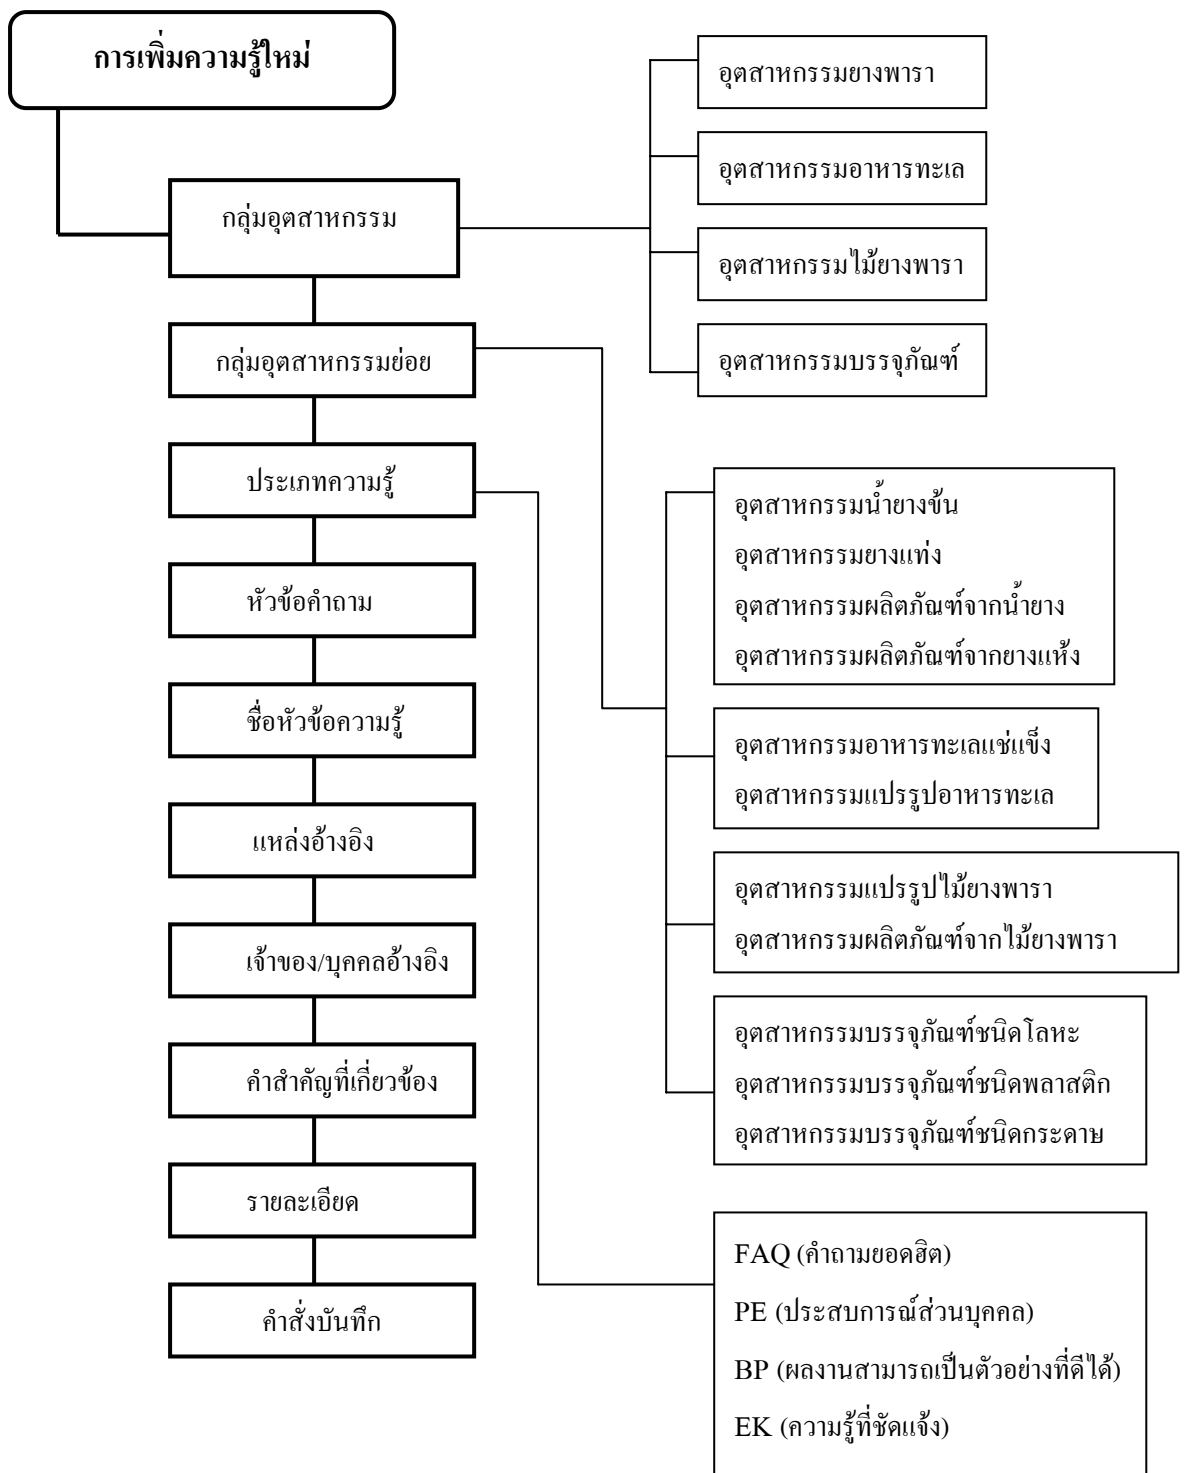 การเพิ่มความรู้ใหม่
กลุ่มอุตสาหกรรม
อุตสาหกรรมยางพารา
อุตสาหกรรมอาหารทะเล
อุตสาหกรรมไม้ยางพารา
อุตสาหกรรมบรรจุภัณฑ์
กลุ่มอุตสาหกรรมย่อย
อุตสาหกรรมน้ำยางข้น
อุตสาหกรรมยางแท่ง
อุตสาหกรรมผลิตภัณฑ์จากน้ำยาง
อุตสาหกรรมผลิตภัณฑ์จากยางแห้ง
อุตสาหกรรมอาหารทะเลแช่แข็ง
อุตสาหกรรมแปรรูปอาหารทะเล
อุตสาหกรรมแปรรูปไม้ยางพารา
อุตสาหกรรมผลิตภัณฑ์จากไม้ยางพารา
อุตสาหกรรมบรรจุภัณฑ์ชนิดโลหะ
อุตสาหกรรมบรรจุภัณฑ์ชนิดพลาสติก
อุตสาหกรรมบรรจุภัณฑ์ชนิดกระดาษ
ประเภทความรู้
FAQ (คำถามยอดฮิต)
PE (ประสบการณ์ส่วนบุคคล)
BP (ผลงานสามารถเป็นตัวอย่างที่ดีได้)
EK (ความรู้ที่ชัดแจ้ง)
หัวข้อคำถาม
ชื่อหัวข้อความรู้
แหล่งอ้างอิง
เจ้าของ/บุคคลอ้างอิง
คำสำคัญที่เกี่ยวข้อง
รายละเอียด
คำสั่งบันทึก